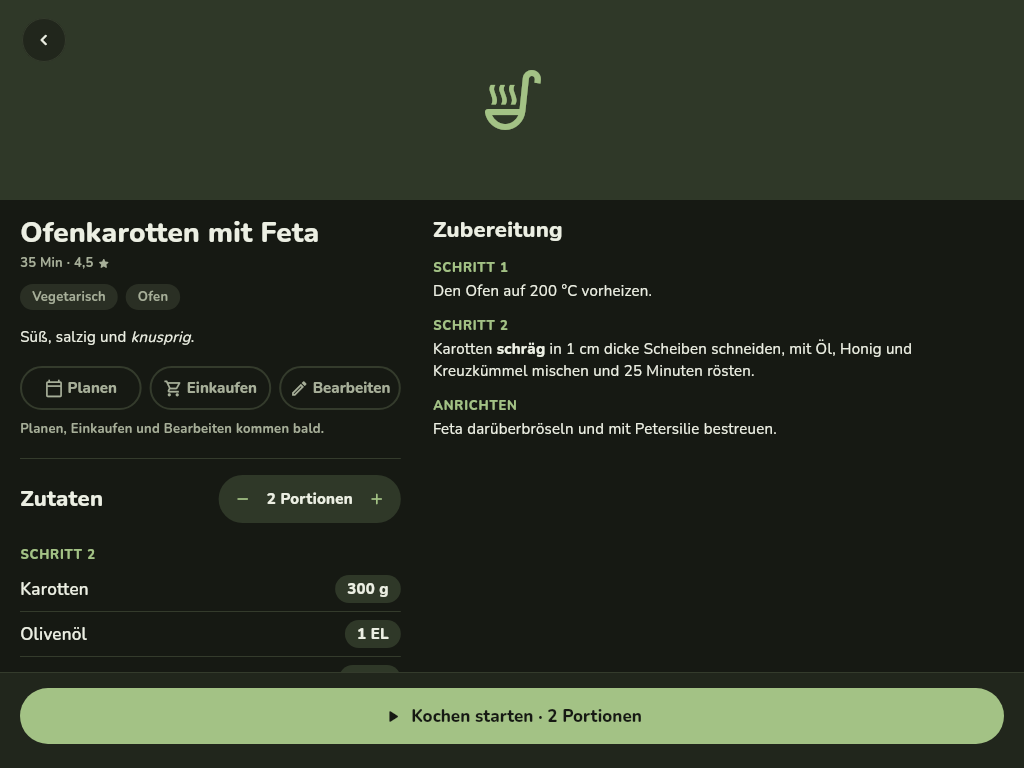 Ofenkarotten mit Feta
35 Min · 4,5 ★
Vegetarisch
Ofen
Süß, salzig und knusprig.
Planen
Einkaufen
Bearbeiten
Planen, Einkaufen und Bearbeiten kommen bald.
Zutaten
− 2 Portionen +
SCHRITT 2
Karotten 300 g
Olivenöl 1 EL
Zubereitung
SCHRITT 1
Den Ofen auf 200 °C vorheizen.
SCHRITT 2
Karotten schräg in 1 cm dicke Scheiben schneiden, mit Öl, Honig und
Kreuzkümmel mischen und 25 Minuten rösten.
ANRICHTEN
Feta darüberbröseln und mit Petersilie bestreuen.
Kochen starten · 2 Portionen